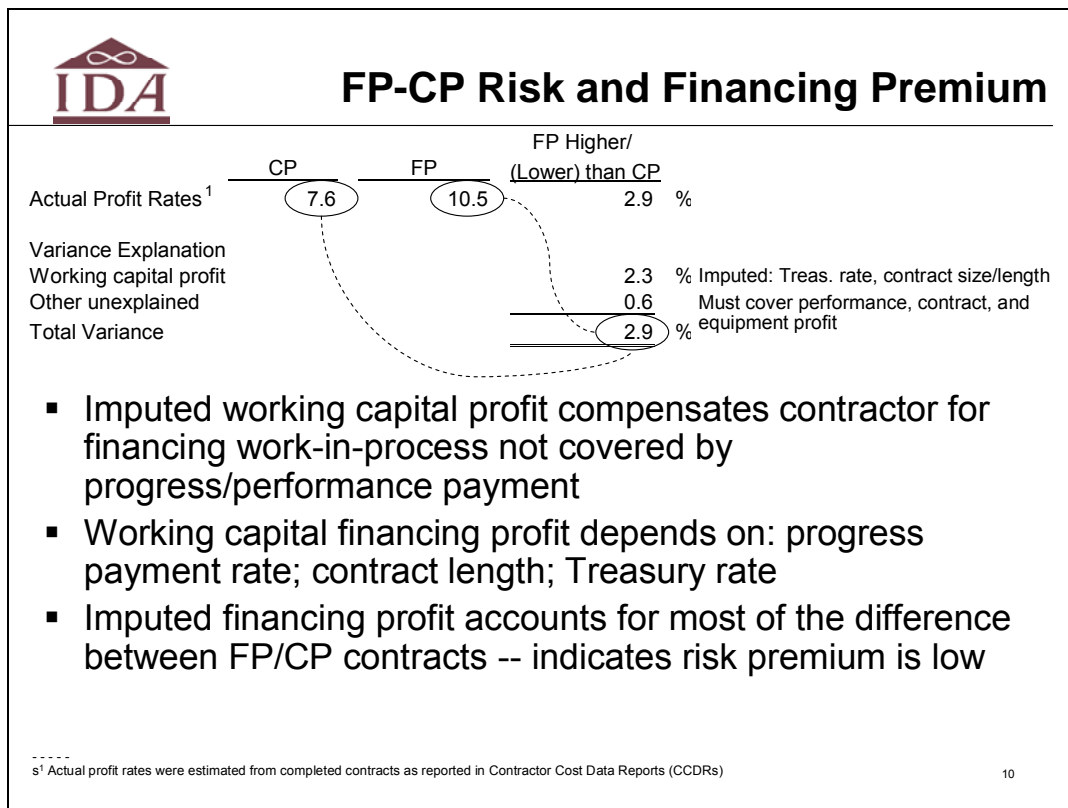 IDA
FP-CP Risk and Financing Premium
FP Higher/
CP FP (Lower) than CP
Actual Profit Rates¹ 7.6 10.5 2.9 %
Variance Explanation
Working capital profit 2.3 % Imputed: Treas. rate, contract size/length
Other unexplained 0.6 Must cover performance, contract, and
equipment profit
Total Variance 2.9 %
▪ Imputed working capital profit compensates contractor for
financing work-in-process not covered by
progress/performance payment
▪ Working capital financing profit depends on: progress
payment rate; contract length; Treasury rate
▪ Imputed financing profit accounts for most of the difference
between FP/CP contracts -- indicates risk premium is low
- - - - -
s¹ Actual profit rates were estimated from completed contracts as reported in Contractor Cost Data Reports (CCDRs)
10